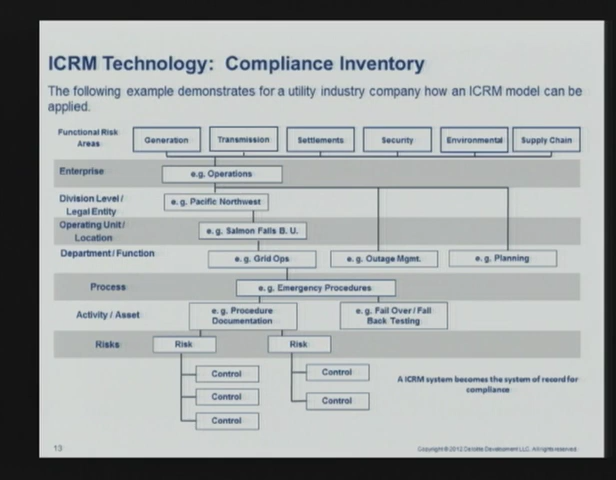 ICRM Technology: Compliance Inventory
The following example demonstrates for a utility industry company how an ICRM model can be
applied.
Functional Risk
Areas
Generation
Transmission
Settlements
Security
Environmental
Supply Chain
Enterprise
e.g. Operations
Division Level /
Legal Entity
e. g. Pacific Northwest
Operating Unit /
Location
e.g. Salmon Falls B. U.
Department / Function
e.g. Grid Ops
e.g. Outage Mgmt.
e.g. Planning
Process
e.g. Emergency Procedures
Activity / Asset
e. g. Procedure
Documentation
e.g. Fail Over / Fall
Back Testing
Risks
Risk
Risk
Control
Control
Control
Control
Control
A ICRM system becomes the system of record for
compliance
13
Copyright © 2012 Deloitte Development LLC. All rights reserved.